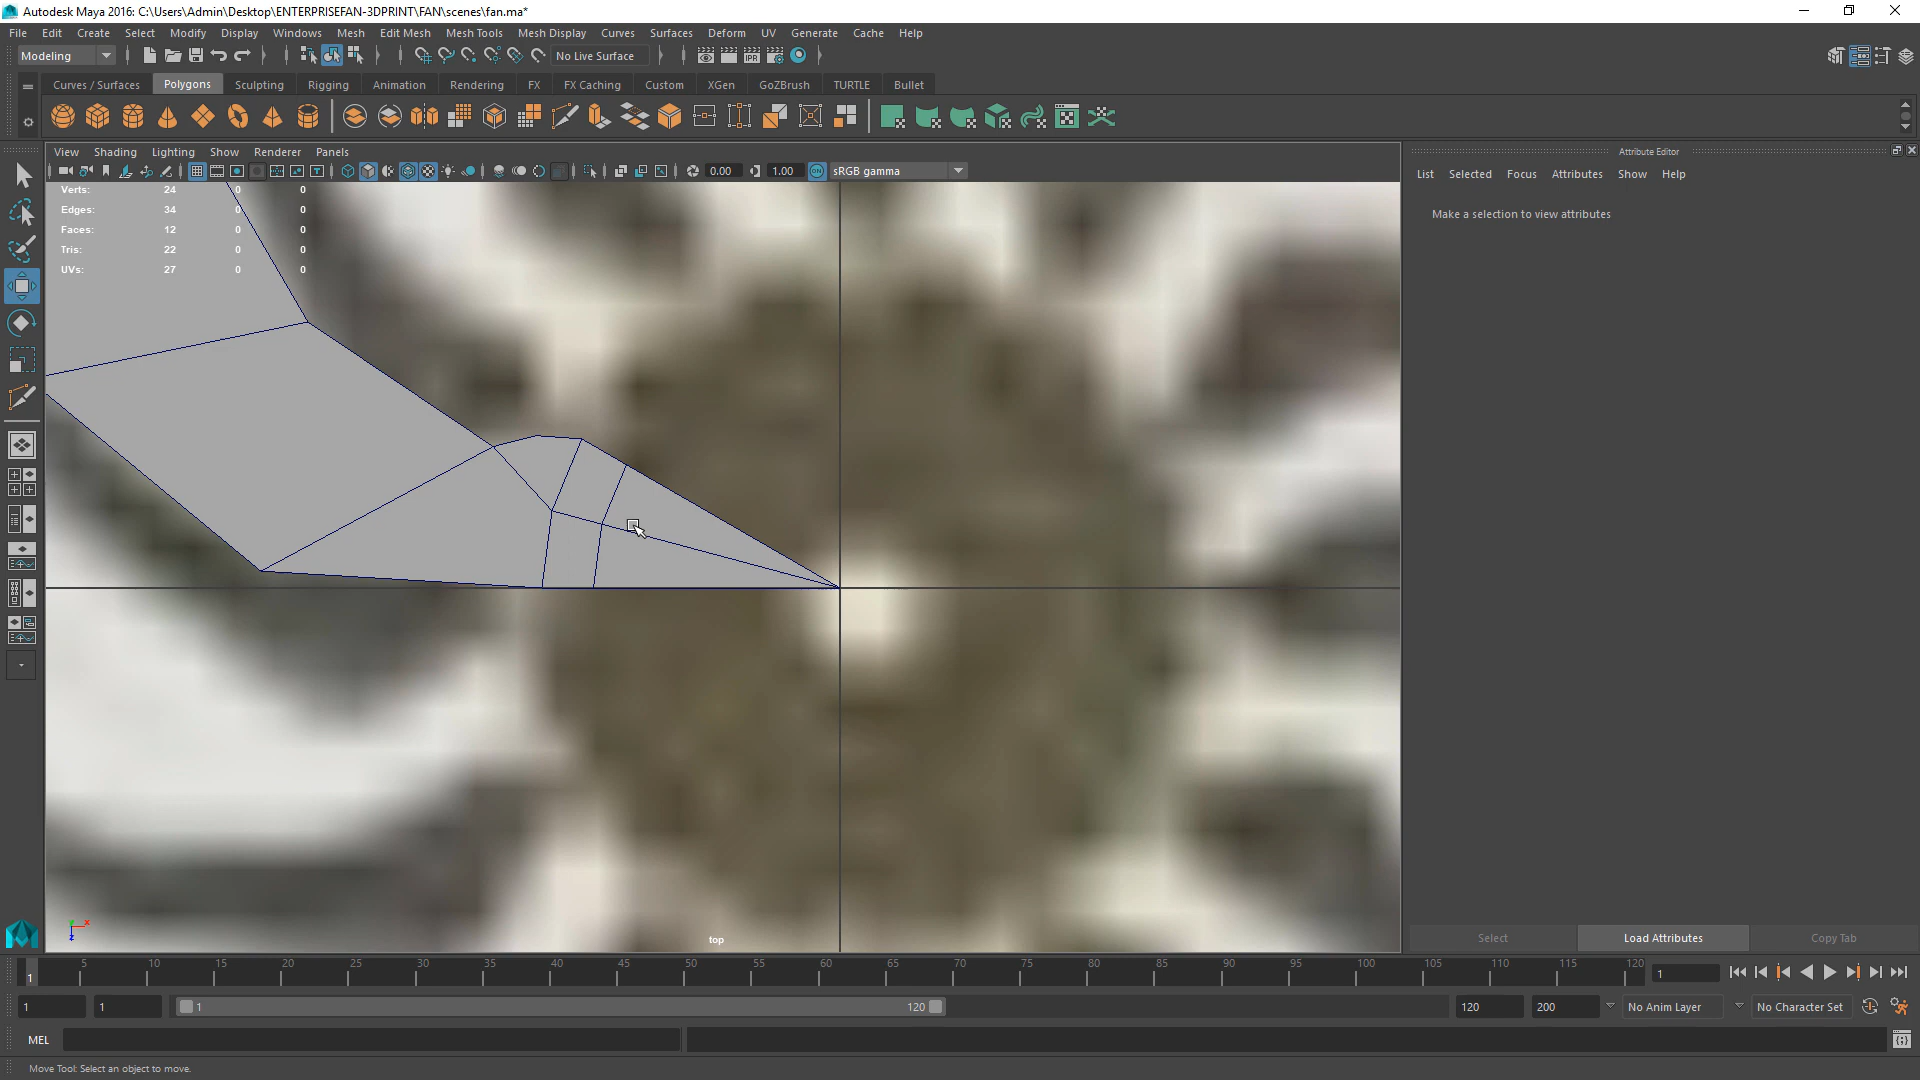 Autodesk Maya 2016: C:\Users\Admin\Desktop\ENTERPRISEFAN-3DPRINT\FAN\scenes\fan.ma*
File Edit Create Select Modify Display Windows Mesh Edit Mesh Mesh Tools Mesh Display Curves Surfaces Deform UV Generate Cache Help
Modeling No Live Surface IPR
Curves / Surfaces Polygons Sculpting Rigging Animation Rendering FX FX Caching Custom XGen GoZBrush TURTLE Bullet
View Shading Lighting Show Renderer Panels
0.00 1.00 ON sRGB gamma
Attribute Editor
List Selected Focus Attributes Show Help
Make a selection to view attributes
Verts: 24 0 0
Edges: 34 0 0
Faces: 12 0 0
Tris: 22 0 0
UVs: 27 0 0
top
Select Load Attributes Copy Tab
1 5 10 15 20 25 30 35 40 45 50 55 60 65 70 75 80 85 90 95 100 105 110 115 120 1
1 1 1 120 120 200 No Anim Layer No Character Set
MEL
Move Tool: Select an object to move.